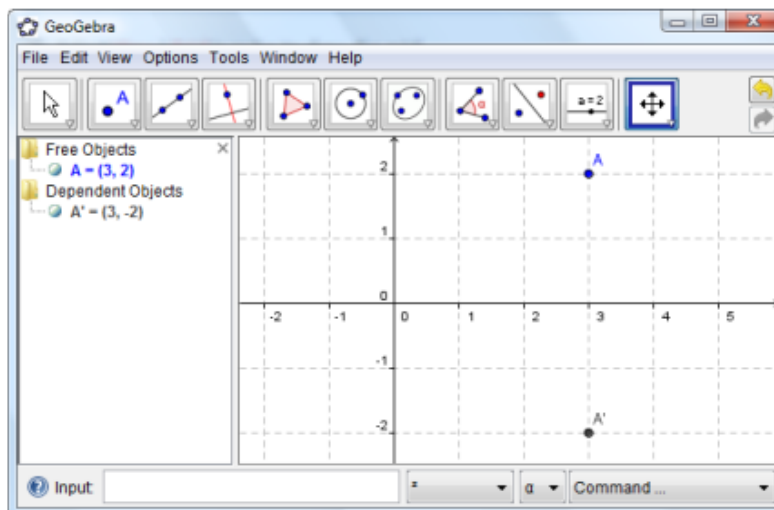 GeoGebra
File Edit View Options Tools Window Help
A
α
a=2
Free Objects
A = (3, 2)
Dependent Objects
A' = (3, -2)
A
2
1
0
-2 -1 0 1 2 3 4 5
-1
A'
-2
Input:
² α Command ...